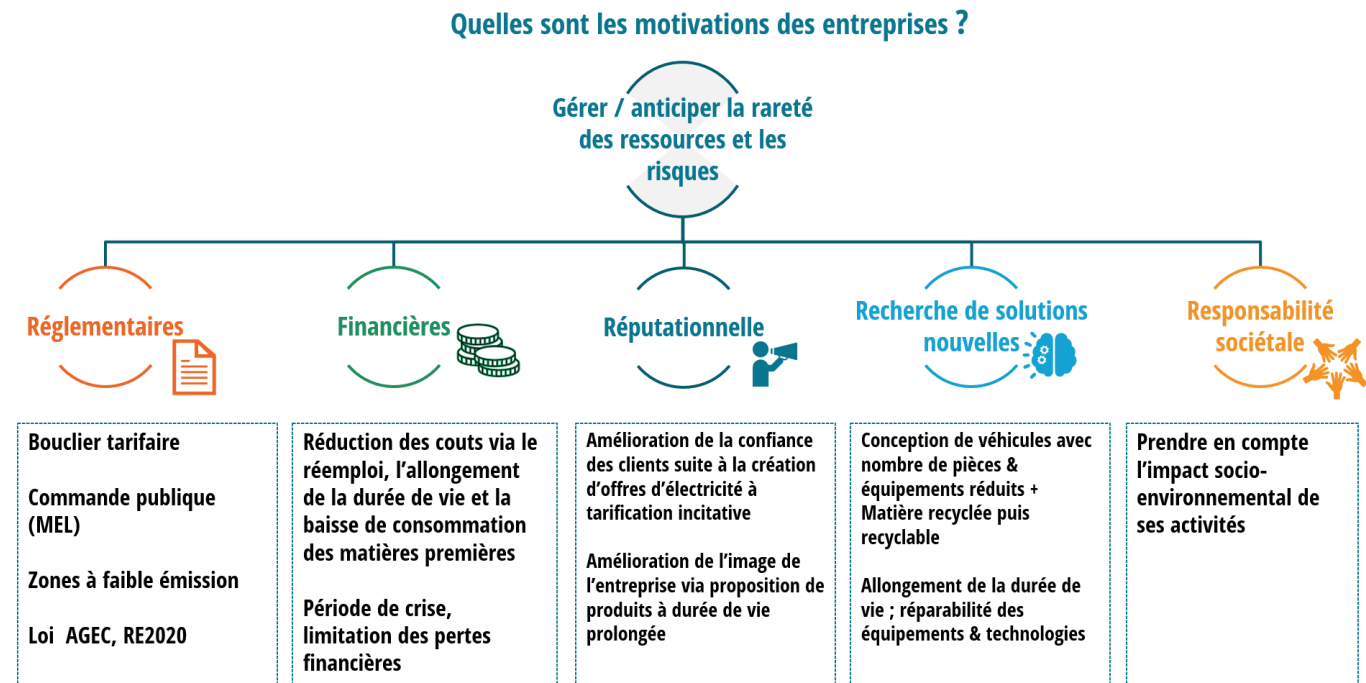 Quelles sont les motivations des entreprises ?
Gérer / anticiper la rareté
des ressources et les
risques
Réglementaires
Financières
Réputationnelle
Recherche de solutions
nouvelles
Responsabilité
sociétale
Bouclier tarifaire
Commande publique
(MEL)
Zones à faible émission
Loi  AGEC, RE2020
Réduction des couts via le
réemploi, l’allongement
de la durée de vie et la
baisse de consommation
des matières premières
Période de crise,
limitation des pertes
financières
Amélioration de la confiance
des clients suite à la création
d’offres d’électricité à
tarification incitative
Amélioration de l’image de
l’entreprise via proposition de
produits à durée de vie
prolongée
Conception de véhicules avec
nombre de pièces &
équipements réduits +
Matière recyclée puis
recyclable
Allongement de la durée de
vie ; réparabilité des
équipements & technologies
Prendre en compte
l’impact socio-
environnemental de
ses activités